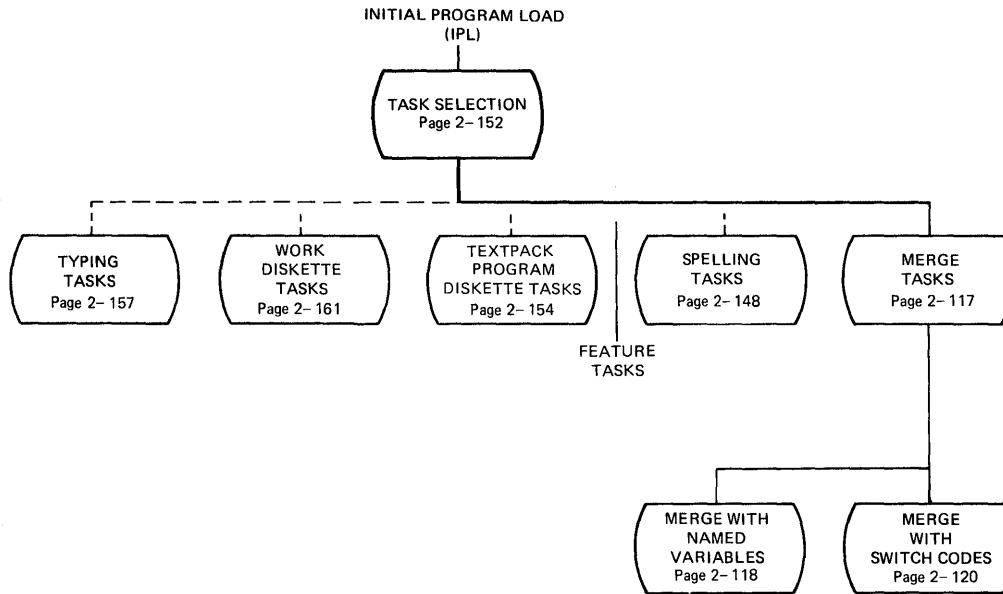 INITIAL PROGRAM LOAD
(IPL)
TASK SELECTION
Page 2-152
TYPING
TASKS
Page 2-157
WORK
DISKETTE
TASKS
Page 2-161
TEXTPACK
PROGRAM
DISKETTE TASKS
Page 2-154
SPELLING
TASKS
Page 2-148
MERGE
TASKS
Page 2-117
FEATURE
TASKS
MERGE WITH
NAMED
VARIABLES
Page 2-118
MERGE
WITH
SWITCH CODES
Page 2-120